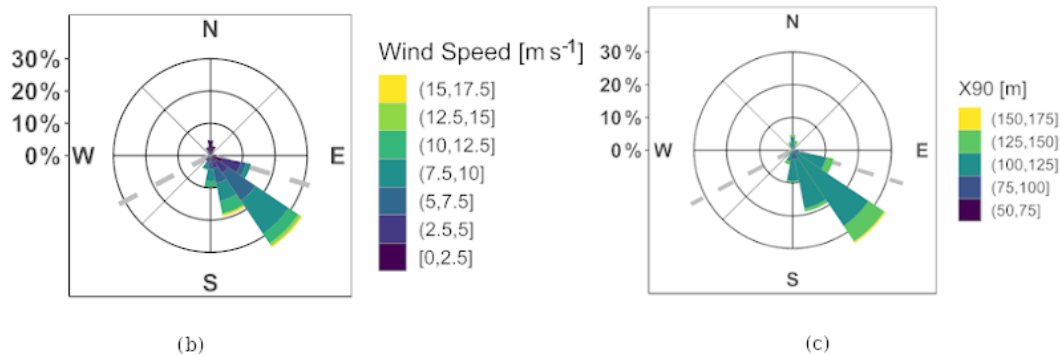 N
30%
20%
10%
0%
W
E
S
Wind Speed [m s⁻¹]
(15,17.5]
(12.5,15]
(10,12.5]
(7.5,10]
(5,7.5]
(2.5,5]
[0,2.5]
(b)
N
30%
20%
10%
0%
W
E
S
X90 [m]
(150,175]
(125,150]
(100,125]
(75,100]
(50,75]
(c)